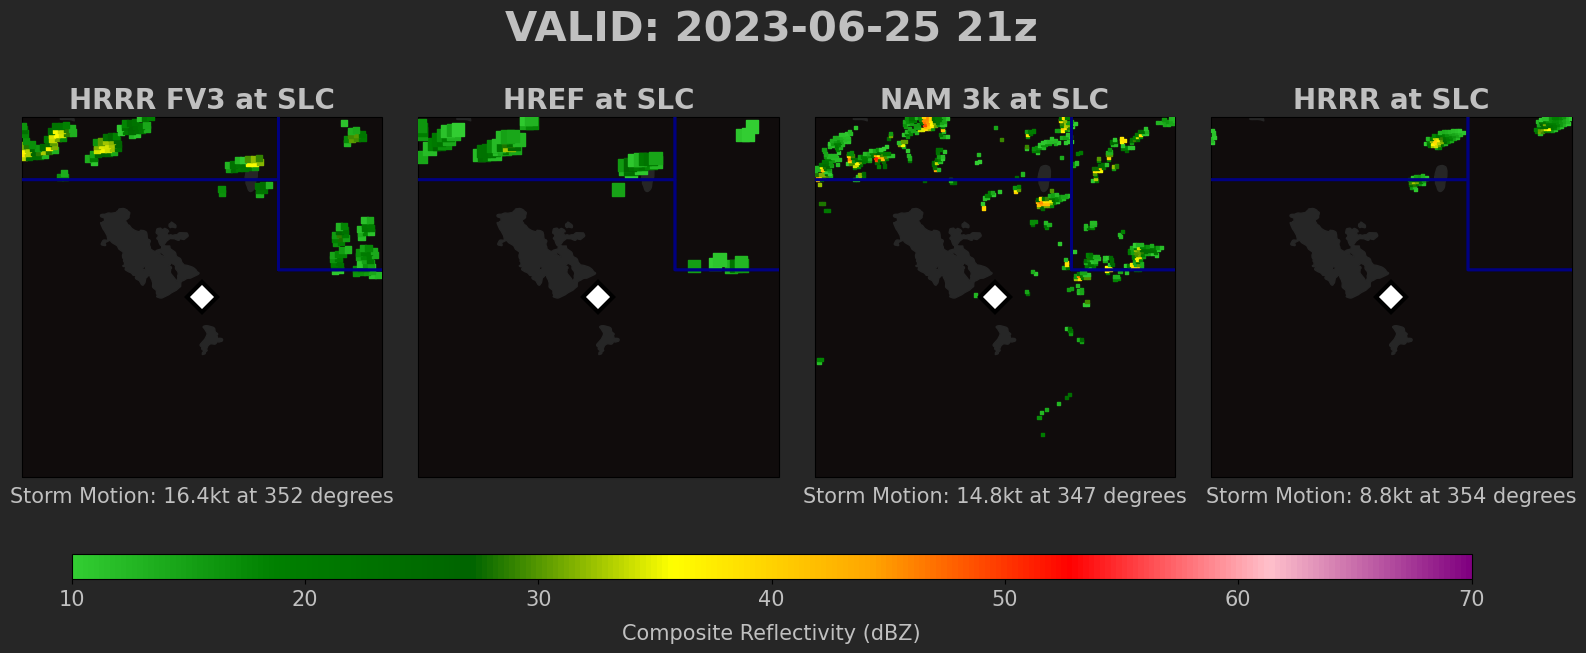 VALID: 2023-06-25 21z
HRRR FV3 at SLC
HREF at SLC
NAM 3k at SLC
HRRR at SLC
Storm Motion: 16.4kt at 352 degrees
Storm Motion: 14.8kt at 347 degrees
Storm Motion: 8.8kt at 354 degrees
10 20 30 40 50 60 70
Composite Reflectivity (dBZ)